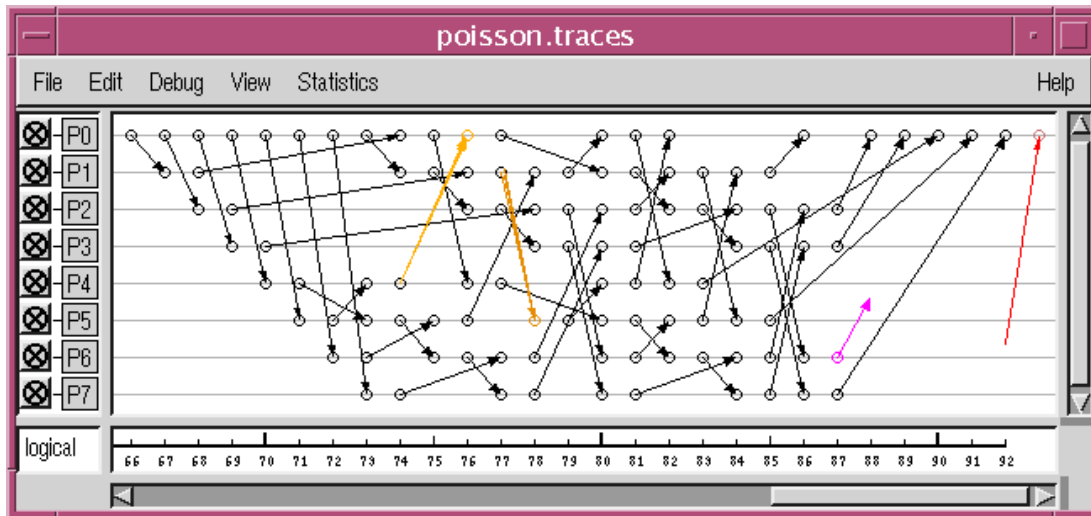 poisson.traces
File Edit Debug View Statistics Help
P0
P1
P2
P3
P4
P5
P6
P7
logical
66 67 68 69 70 71 72 73 74 75 76 77 78 79 80 81 82 83 84 85 86 87 88 89 90 91 92